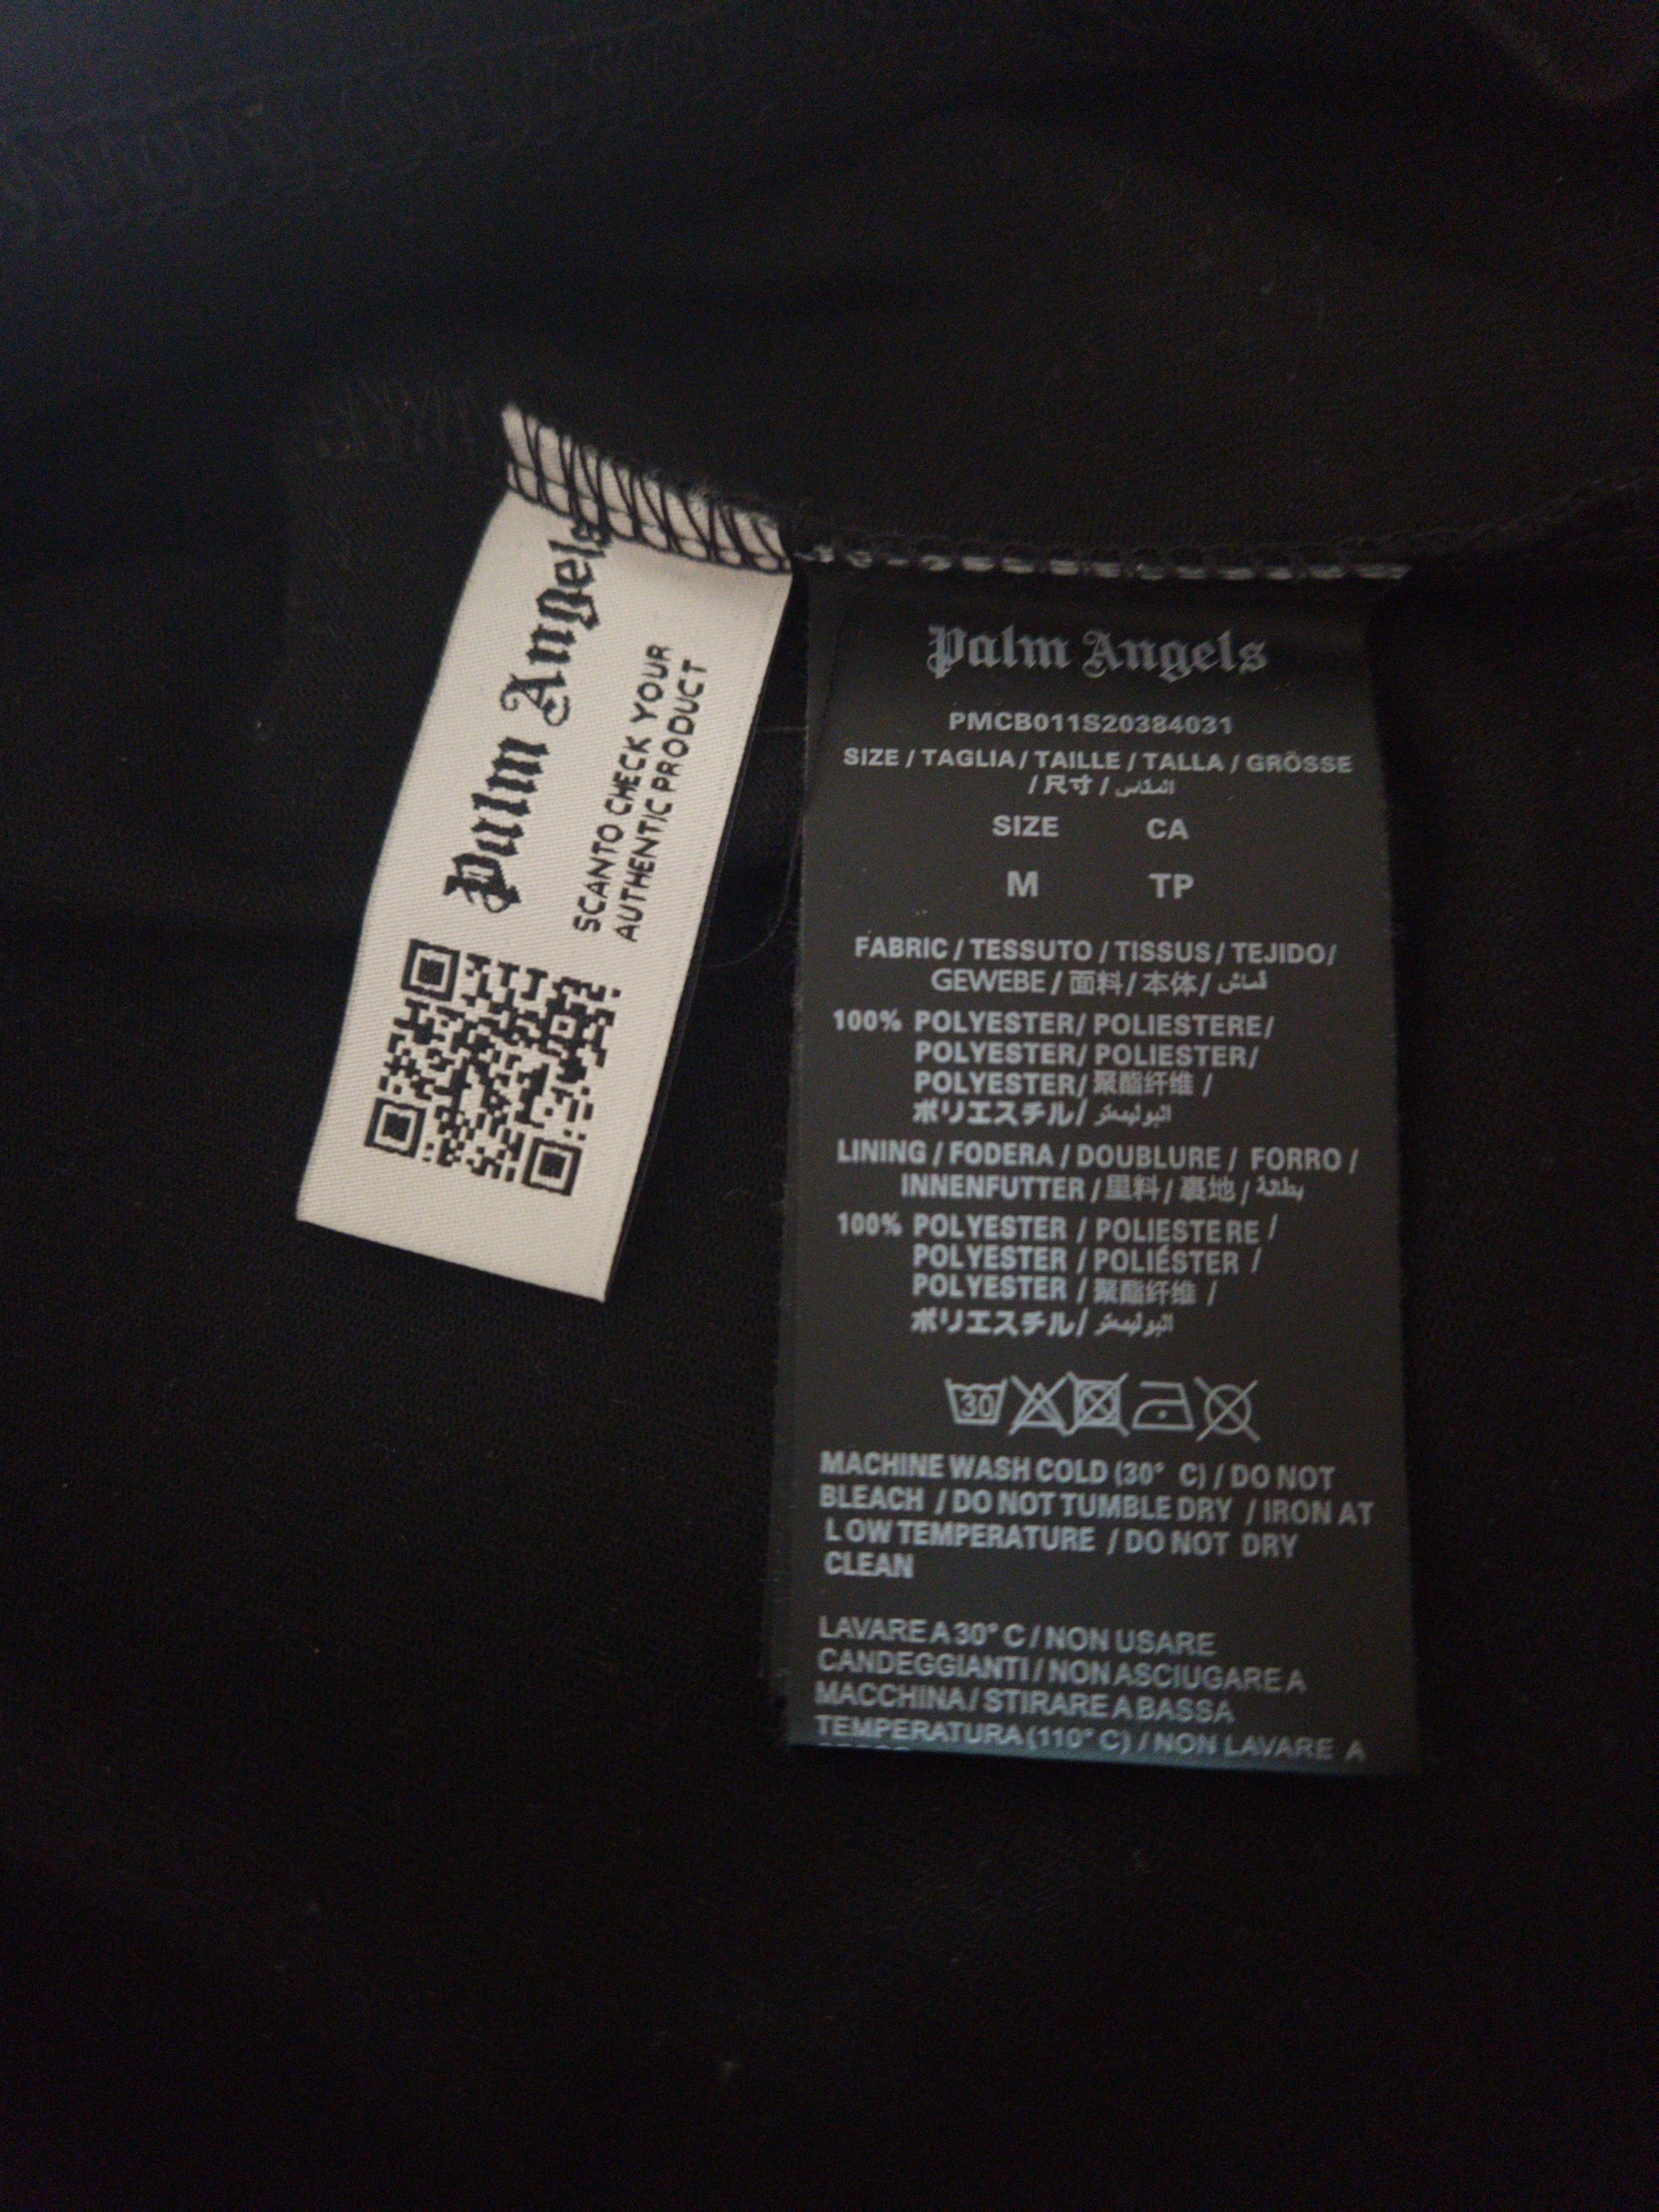 Palm Angels
SCANTO CHECK YOUR
AUTHENTIC PRODUCT
Palm Angels
PMCB011S20384031
SIZE / TAGLIA / TAILLE / TALLA / GRÖSSE
/ 尺寸 /
SIZE CA
M TP
FABRIC / TESSUTO / TISSUS / TEJIDO/
GEWEBE / 面料 / 本体 / قماش
100% POLYESTER/ POLIESTERE/
POLYESTER/ POLIESTER/
POLYESTER/ 聚酯纤维 /
ポリエスチル/
LINING / FODERA / DOUBLURE / FORRO /
INNENFUTTER / 里料 / 裏地 / بطانة
100% POLYESTER / POLIESTERE /
POLYESTER / POLIÉSTER /
POLYESTER / 聚酯纤维 /
ポリエスチル/
30
MACHINE WASH COLD (30° C) / DO NOT
BLEACH / DO NOT TUMBLE DRY / IRON AT
LOW TEMPERATURE / DO NOT DRY
CLEAN
LAVARE A 30° C / NON USARE
CANDEGGIANTI / NON ASCIUGARE A
MACCHINA / STIRARE A BASSA
TEMPERATURA (110° C) / NON LAVARE A